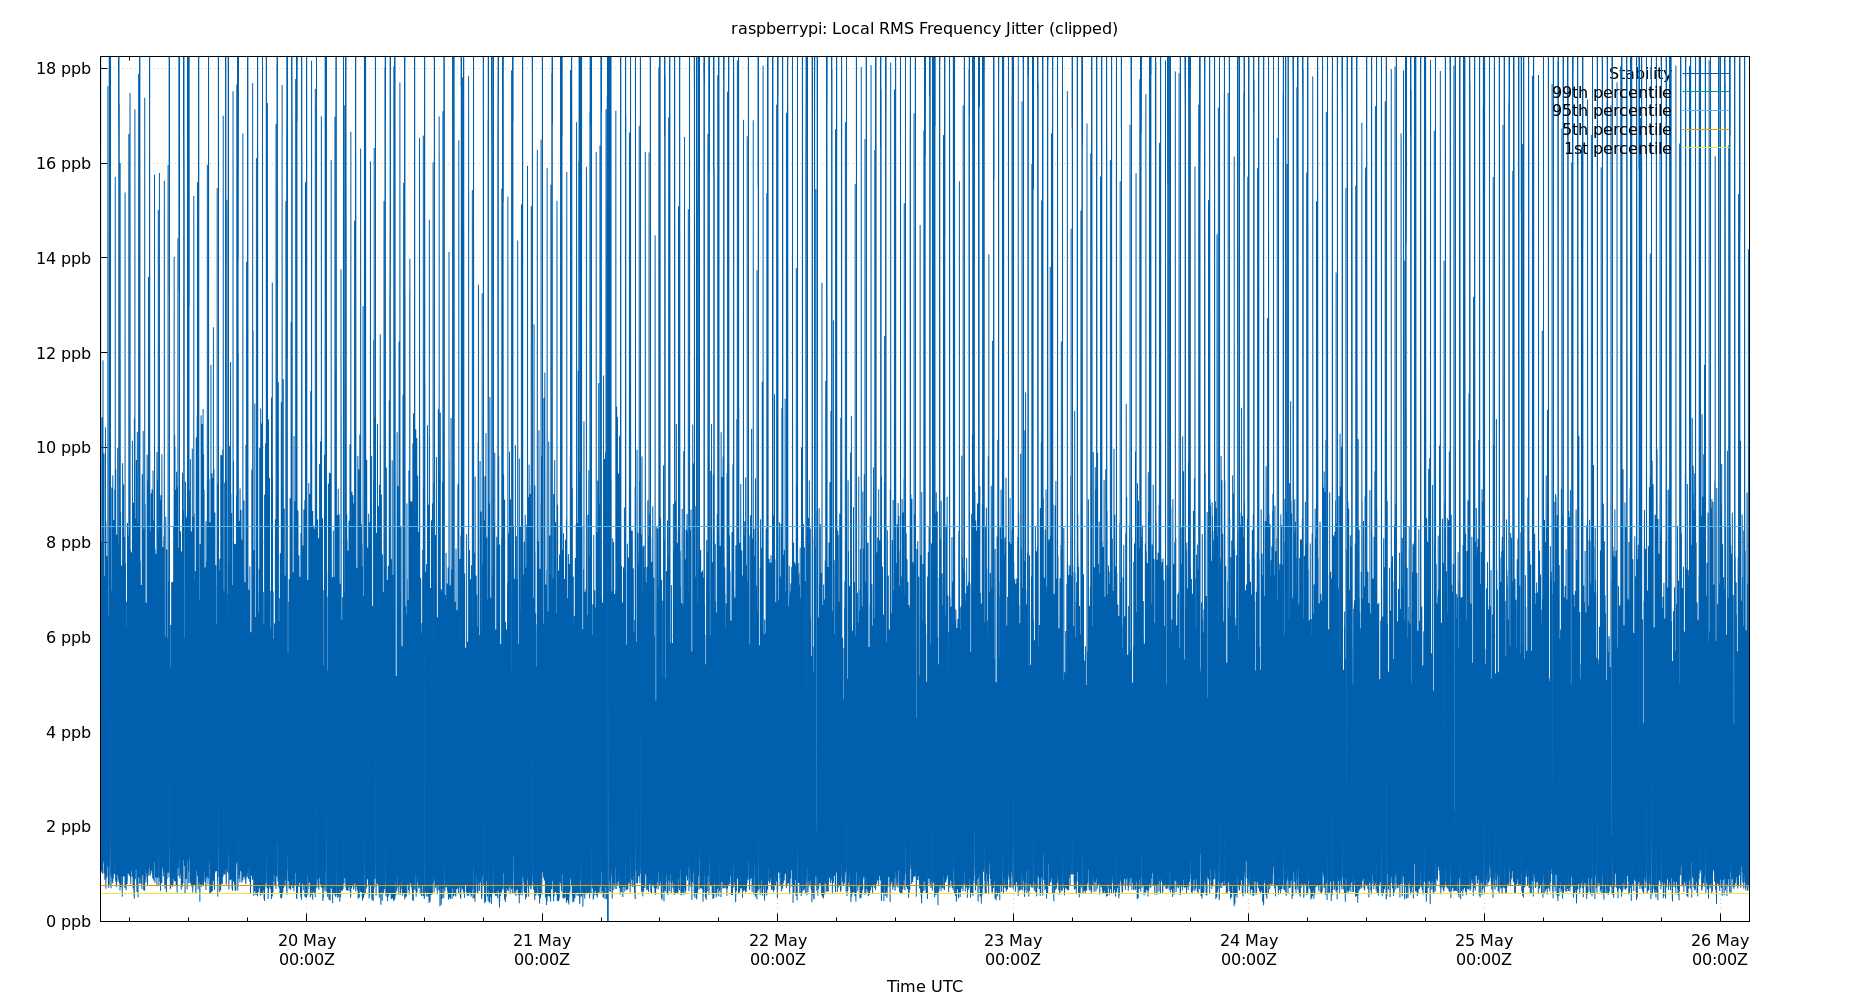 raspberrypi: Local RMS Frequency Jitter (clipped)
18 ppb
16 ppb
14 ppb
12 ppb
10 ppb
8 ppb
6 ppb
4 ppb
2 ppb
0 ppb
Stability
99th percentile
95th percentile
5th percentile
1st percentile
20 May
00:00Z
21 May
00:00Z
22 May
00:00Z
23 May
00:00Z
24 May
00:00Z
25 May
00:00Z
26 May
00:00Z
Time UTC